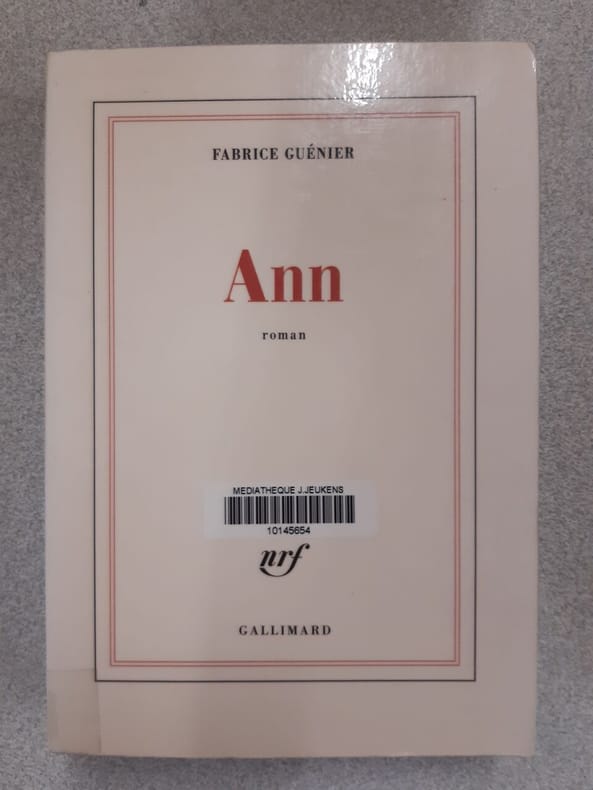 FABRICE GUÉNIER
Ann
roman
MEDIATHEQUE J.JEUKENS
10145654
nrf
GALLIMARD